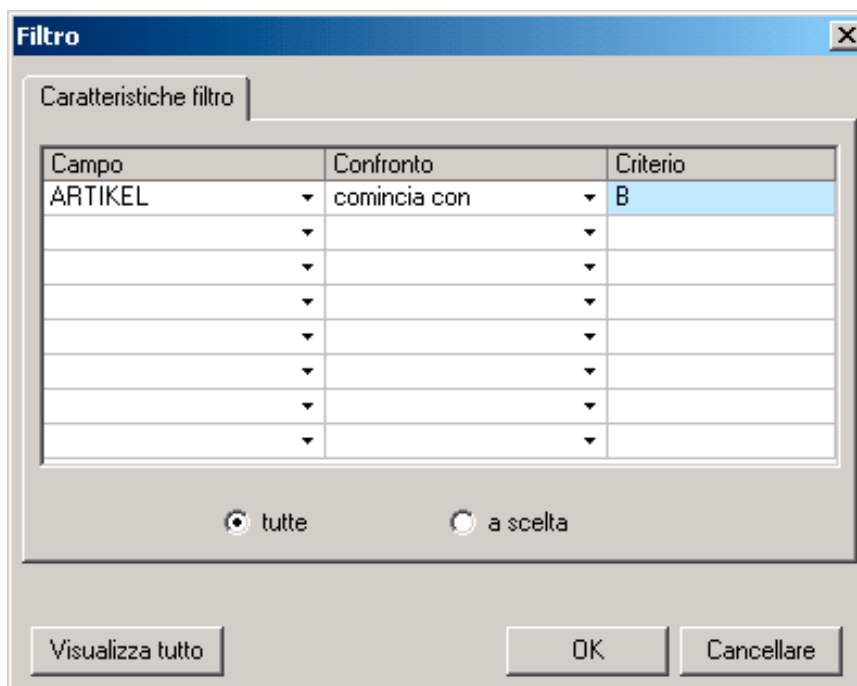 Filtro
Caratteristiche filtro
Campo Confronto Criterio
ARTIKEL comincia con B
tutte a scelta
Visualizza tutto OK Cancellare